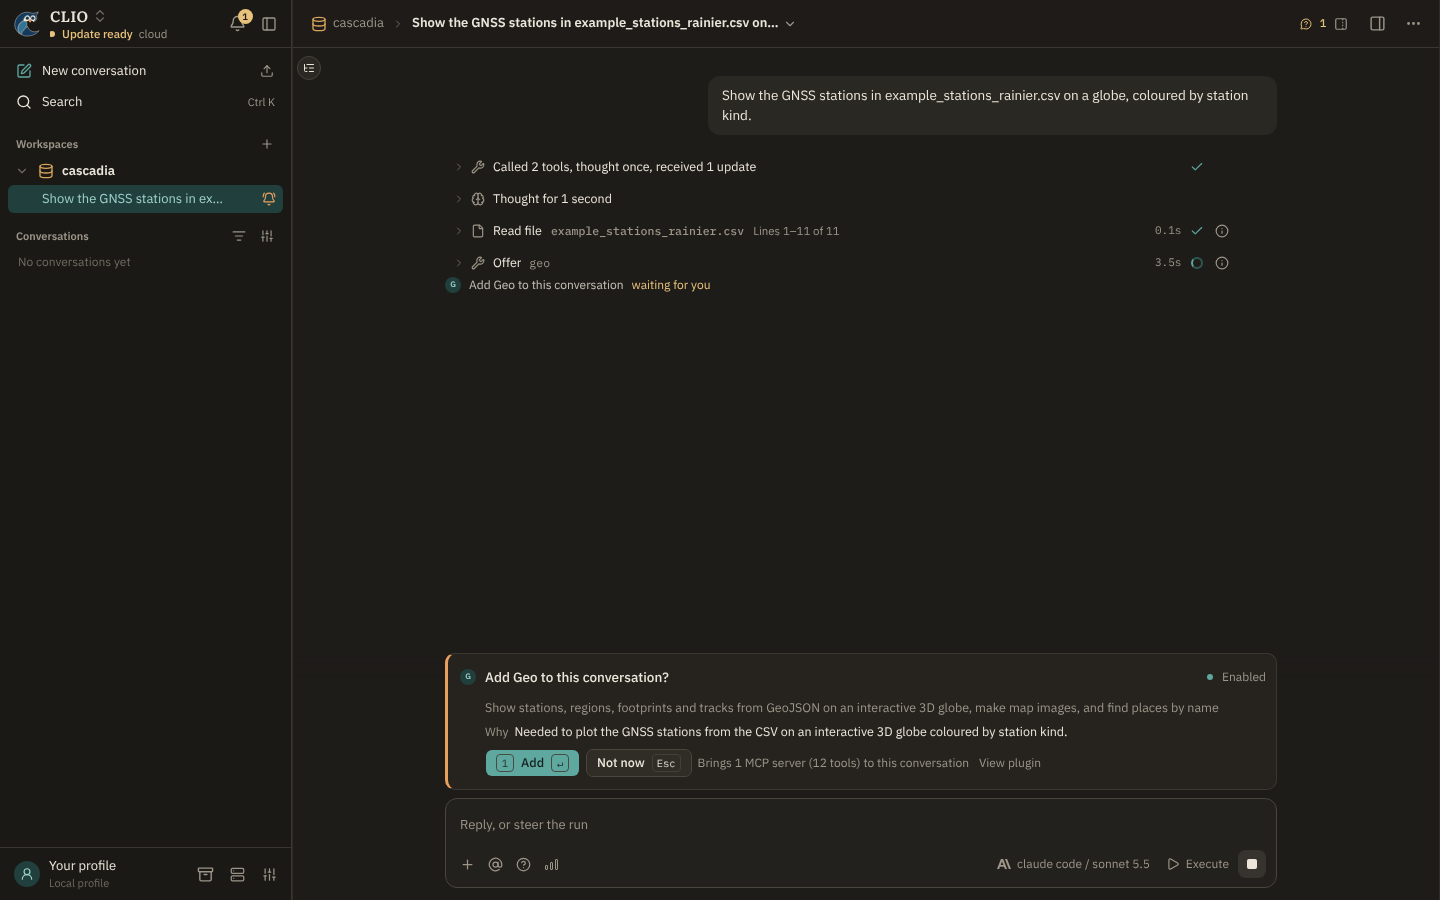 CLIO
1
Update ready cloud
New conversation
Search Ctrl K
Workspaces
cascadia
Show the GNSS stations in ex...
Conversations
No conversations yet
Your profile
Local profile
cascadia › Show the GNSS stations in example_stations_rainier.csv on...
1
Show the GNSS stations in example_stations_rainier.csv on a globe, coloured by station
kind.
Called 2 tools, thought once, received 1 update
Thought for 1 second
Read file example_stations_rainier.csv Lines 1–11 of 11 0.1s
Offer geo 3.5s
G Add Geo to this conversation waiting for you
G Add Geo to this conversation? Enabled
Show stations, regions, footprints and tracks from GeoJSON on an interactive 3D globe, make map images, and find places by name
Why Needed to plot the GNSS stations from the CSV on an interactive 3D globe coloured by station kind.
1 Add ↵ Not now Esc Brings 1 MCP server (12 tools) to this conversation View plugin
Reply, or steer the run
claude code / sonnet 5.5 Execute